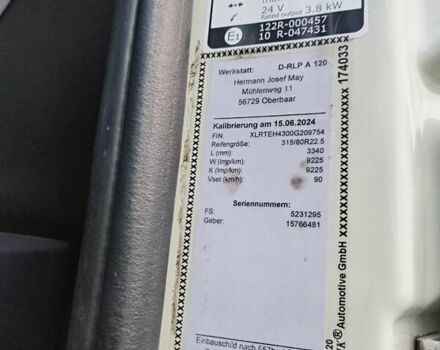 24 V
Rated output 3.8 kW
E1
122R-000457
10 R-047431
Werkstatt: D-RLP A 120
Hermann Josef May
Mühlenweg 11
56729 Oberbaar
Kalibrierung am 15.06.2024
FIN: XLRTEH4300G209754
Reifengröße: 315/80R22.5
L (mm): 3340
W (Imp/km): 9225
K (Imp/km) 9225
Vset (km/h): 90
Seriennummern:
FS: 5231295
Geber: 15766481
Einbauschild nach
Automotive GmbH
174033